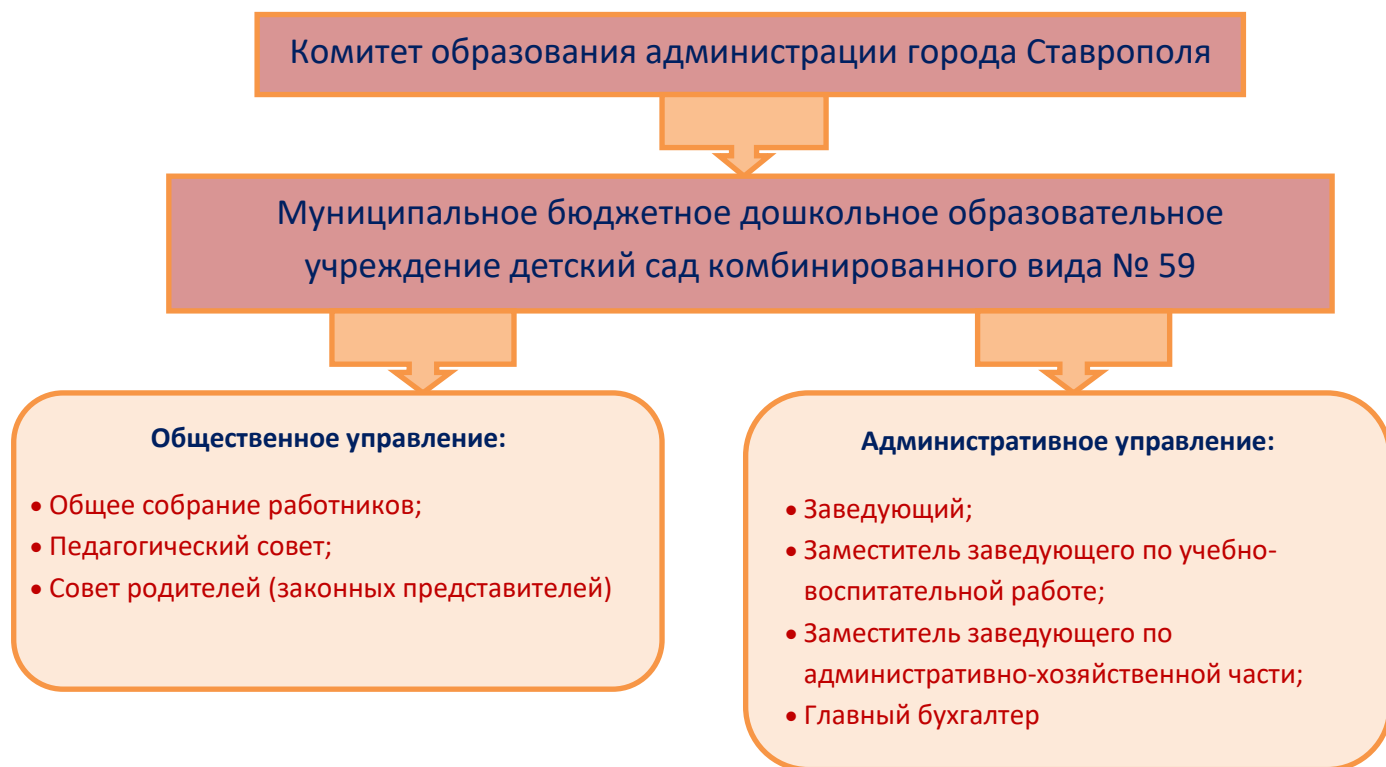 Комитет образования администрации города Ставрополя
Муниципальное бюджетное дошкольное образовательное
учреждение детский сад комбинированного вида № 59
Общественное управление:
• Общее собрание работников;
• Педагогический совет;
• Совет родителей (законных представителей)
Административное управление:
• Заведующий;
• Заместитель заведующего по учебно-
воспитательной работе;
• Заместитель заведующего по
административно-хозяйственной части;
• Главный бухгалтер